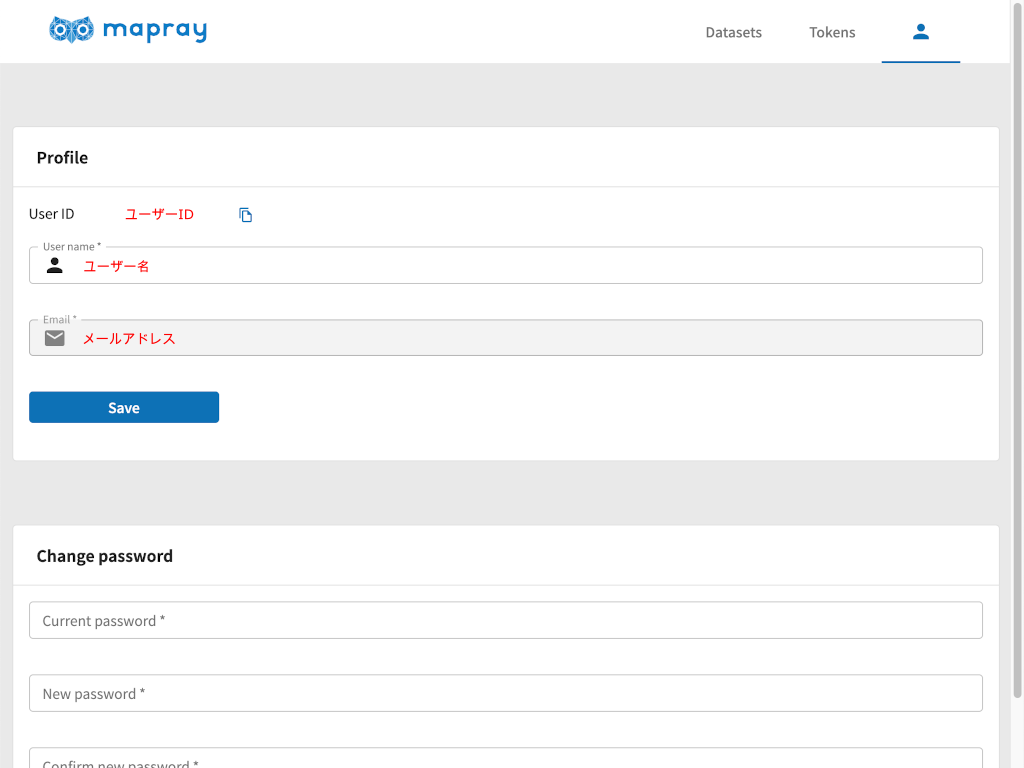 mapray
Datasets
Tokens
Profile
User ID
ユーザーID
User name *
ユーザー名
Email *
メールアドレス
Save
Change password
Current password *
New password *
Confirm new password *